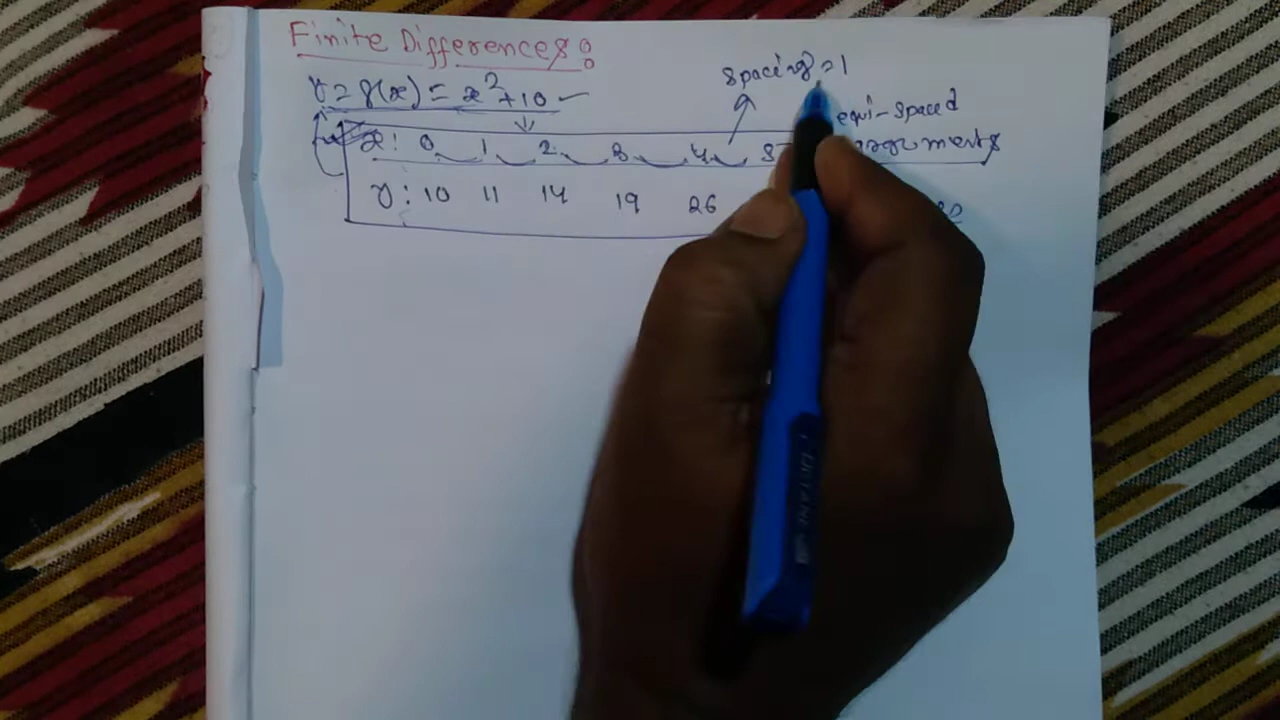 Finite Differences:
y = f(x) = x²+10
spacing = 1
equi-spaced
arguments
x: 0 1 2 3 4 5
y: 10 11 14 19 26